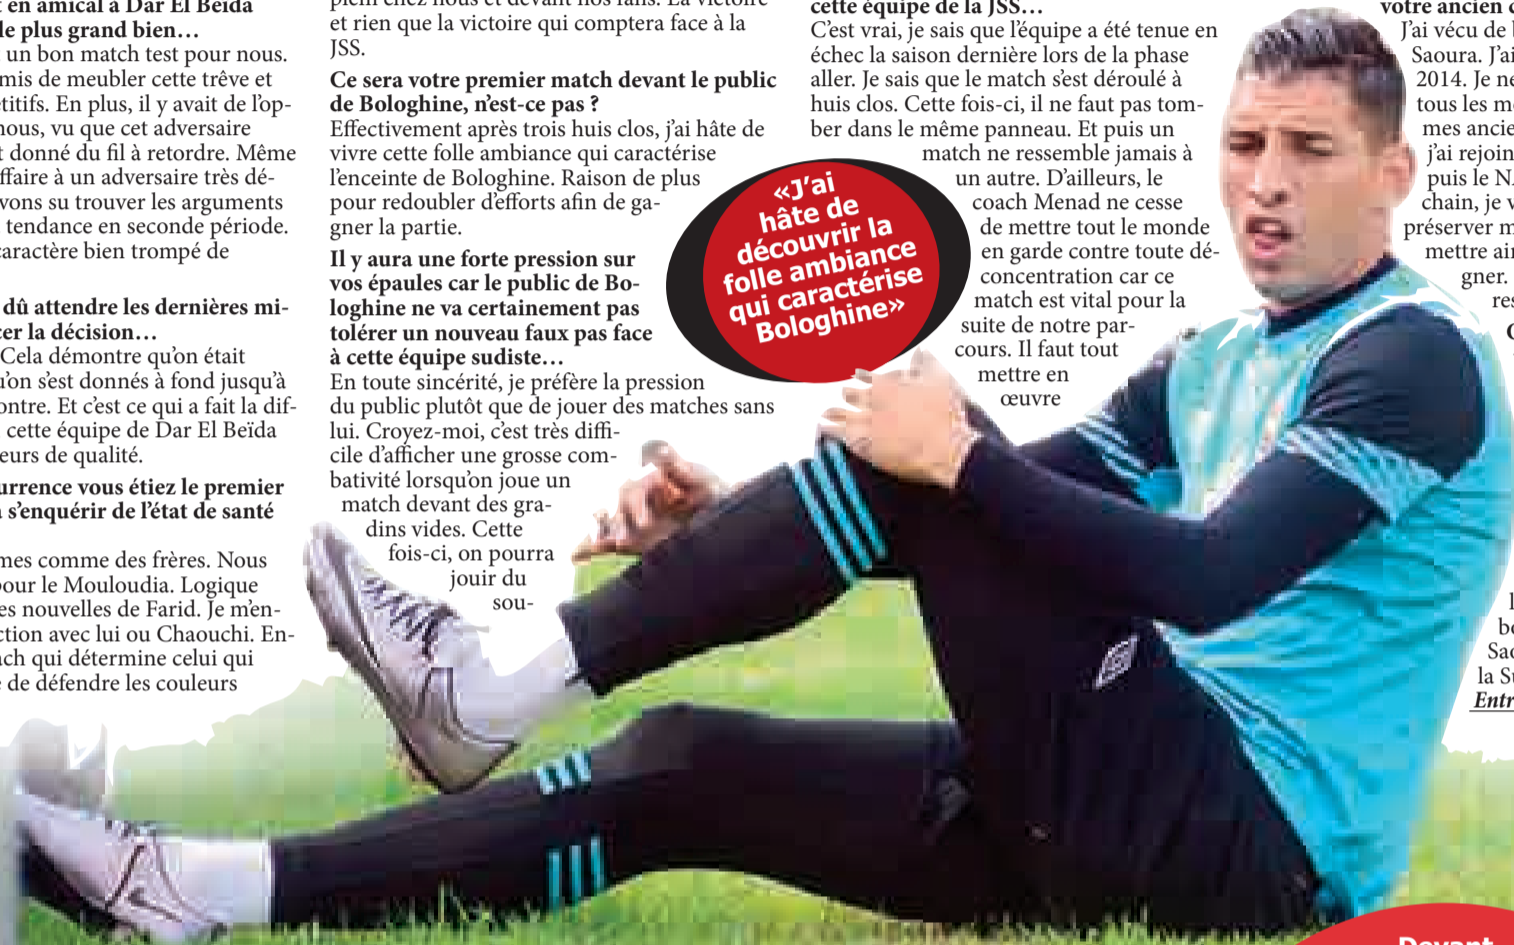 en amical à Dar El Beïda
le plus grand bien…
un bon match test pour nous.
mis de meubler cette trêve et
titifs. En plus, il y avait de l'op-
nous, vu que cet adversaire
t donné du fil à retordre. Même
ffaire à un adversaire très dé-
vons su trouver les arguments
tendance en seconde période.
caractère bien trompé de
dû attendre les dernières mi-
cer la décision…
Cela démontre qu'on était
u'on s'est donnés à fond jusqu'à
ontre. Et c'est ce qui a fait la dif-
cette équipe de Dar El Beïda
eurs de qualité.
urrence vous étiez le premier
s'enquérir de l'état de santé
mes comme des frères. Nous
pour le Mouloudia. Logique
es nouvelles de Farid. Je m'en-
ction avec lui ou Chaouchi. En-
ach qui détermine celui qui
e de défendre les couleurs
plein chez nous et devant nos fans. La victoire
et rien que la victoire qui comptera face à la
JSS.
Ce sera votre premier match devant le public
de Bologhine, n'est-ce pas ?
Effectivement après trois huis clos, j'ai hâte de
vivre cette folle ambiance qui caractérise
l'enceinte de Bologhine. Raison de plus
pour redoubler d'efforts afin de ga-
gner la partie.
Il y aura une forte pression sur
vos épaules car le public de Bo-
loghine ne va certainement pas
tolérer un nouveau faux pas face
à cette équipe sudiste…
En toute sincérité, je préfère la pression
du public plutôt que de jouer des matches sans
lui. Croyez-moi, c'est très diffi-
cile d'afficher une grosse com-
bativité lorsqu'on joue un
match devant des gra-
dins vides. Cette
fois-ci, on pourra
jouir du
sou-
«J'ai
hâte de
découvrir la
folle ambiance
qui caractérise
Bologhine»
cette équipe de la JSS…
C'est vrai, je sais que l'équipe a été tenue en
échec la saison dernière lors de la phase
aller. Je sais que le match s'est déroulé à
huis clos. Cette fois-ci, il ne faut pas tom-
ber dans le même panneau. Et puis un
match ne ressemble jamais à
un autre. D'ailleurs, le
coach Menad ne cesse
de mettre tout le monde
en garde contre toute dé-
concentration car ce
match est vital pour la
suite de notre par-
cours. Il faut tout
mettre en
œuvre
votre ancien
J'ai vécu de
Saoura. J'ai
2014. Je ne
tous les m
mes ancie
j'ai rejoin
puis le N
chain, je v
préserver m
mettre ain
gner.
res
l
be
Sao
la Su
Entr
Devant